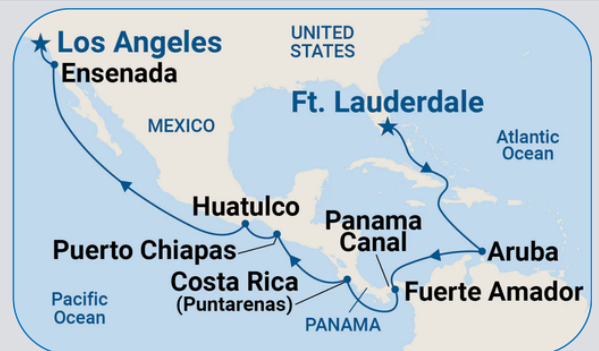 UNITED
STATES
Los Angeles
Ensenada
Ft. Lauderdale
MEXICO
Atlantic
Ocean
Huatulco
Panama
Canal
Puerto Chiapas
Aruba
Costa Rica
(Puntarenas)
Fuerte Amador
Pacific
Ocean
PANAMA